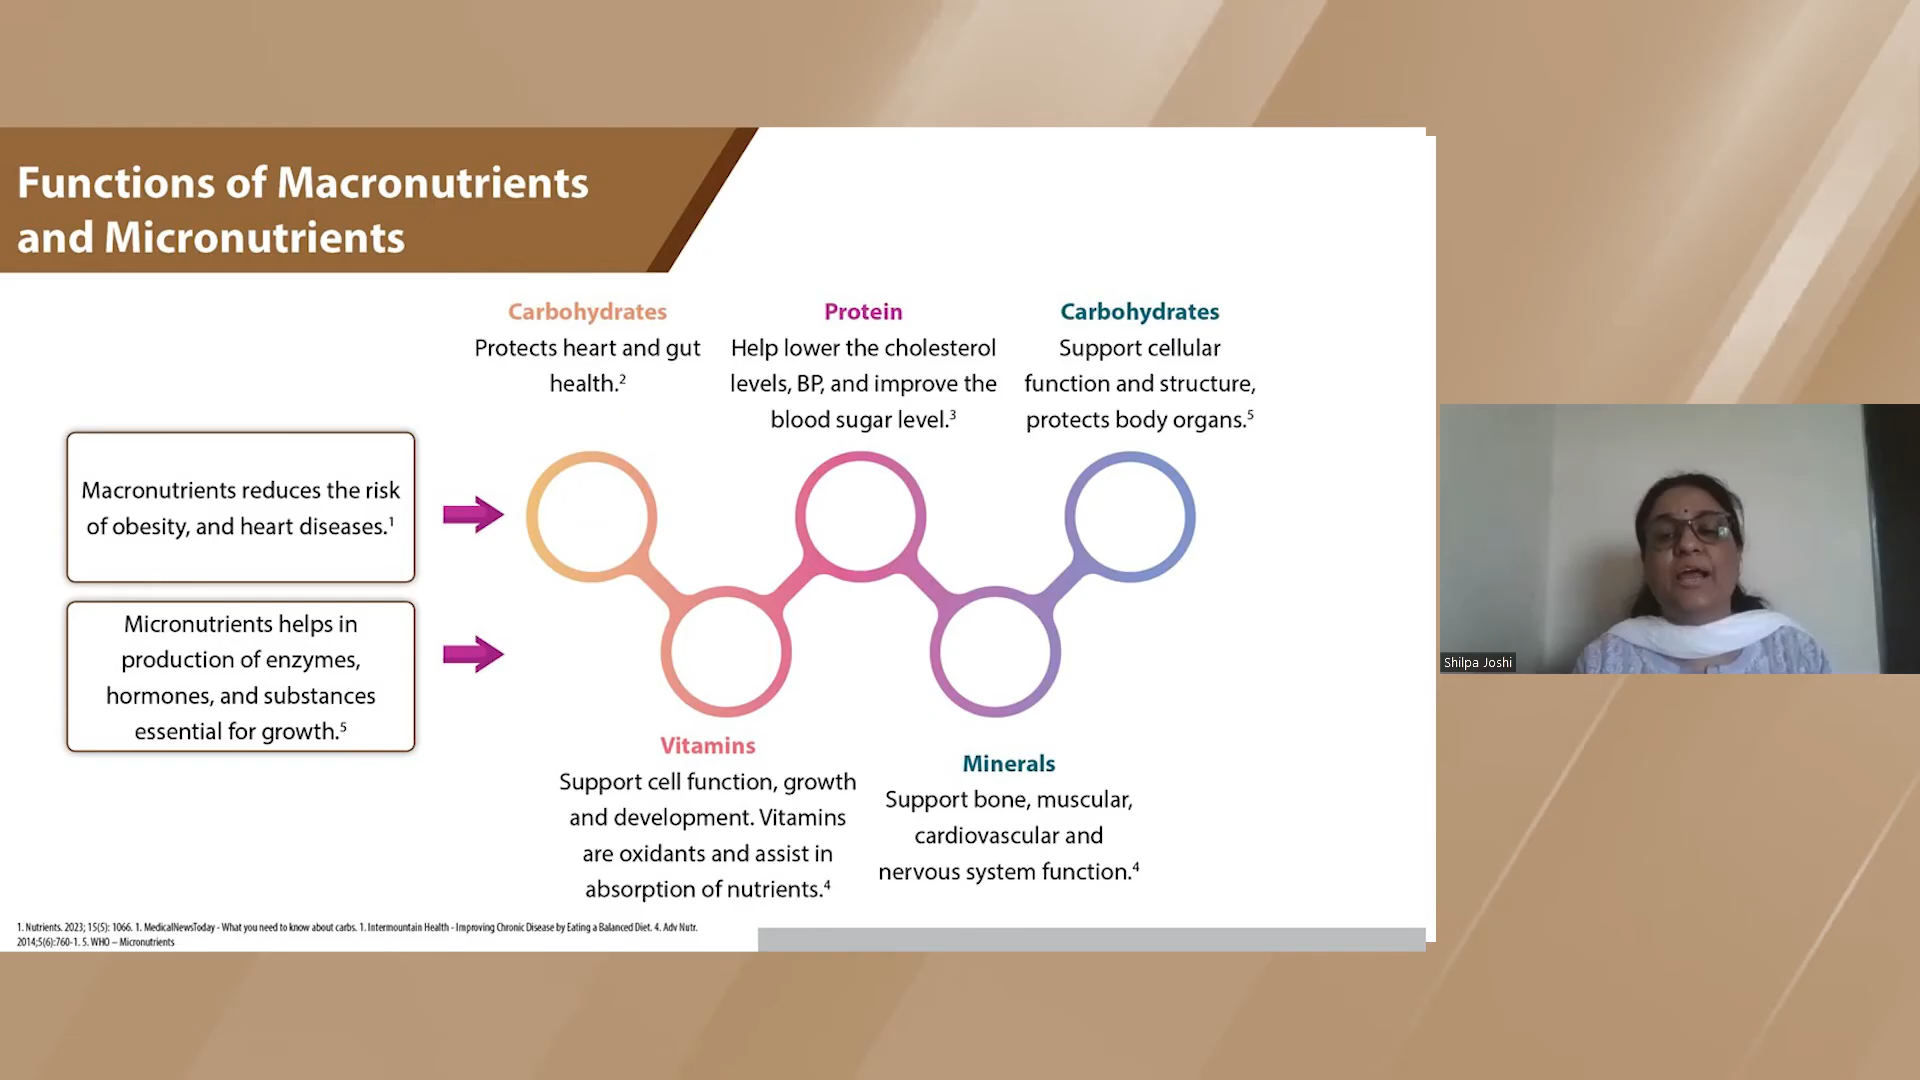 Functions of Macronutrients
and Micronutrients
Carbohydrates
Protects heart and gut
health.²
Protein
Help lower the cholesterol
levels, BP, and improve the
blood sugar level.³
Carbohydrates
Support cellular
function and structure,
protects body organs.⁵
Macronutrients reduces the risk
of obesity, and heart diseases.¹
Micronutrients helps in
production of enzymes,
hormones, and substances
essential for growth.⁵
Vitamins
Support cell function, growth
and development. Vitamins
are oxidants and assist in
absorption of nutrients.⁴
Minerals
Support bone, muscular,
cardiovascular and
nervous system function.⁴
1. Nutrients. 2023; 15(5): 1066. 1. MedicalNewsToday - What you need to know about carbs. 1. Intermountain Health - Improving Chronic Disease by Eating a Balanced Diet. 4. Adv Nutr.
2014;5(6):760-1. 5. WHO – Micronutrients
Shilpa Joshi